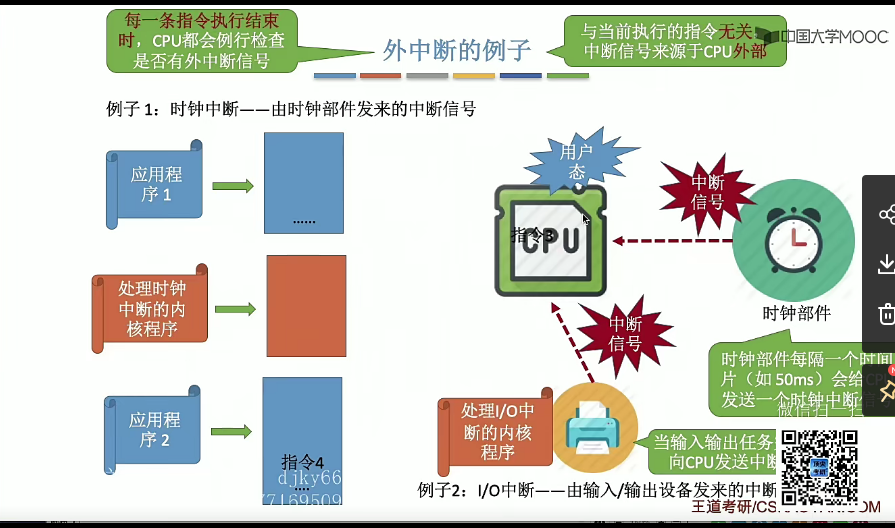 每一条指令执行结束
时，CPU都会例行检查
是否有外中断信号
外中断的例子
与当前执行的指令无关，
中断信号来源于CPU外部
中国大学MOOC
例子1：时钟中断——由时钟部件发来的中断信号
应用程
序1
......
用户
态
中断
信号
指令3
CPU
处理时钟
中断的内
核程序
时钟部件
中断
信号
时钟部件每隔一个时间
片（如50ms）会给CPU
发送一个时钟中断信
微信扫一扫
应用程
序2
指令4
....
djky66
77169509
处理I/O中
断的内核
程序
当输入输出任务
向CPU发送中断
例子2：I/O中断——由输入/输出设备发来的中断
王道考研/CSKAOYAN.COM